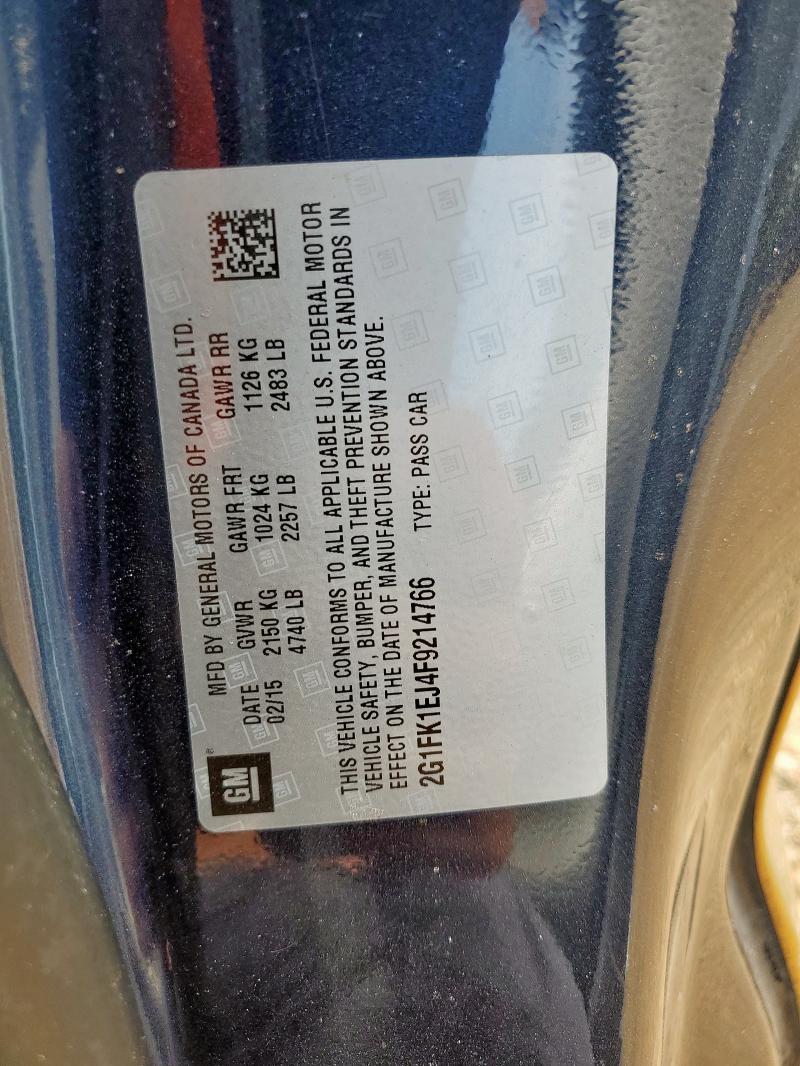 GM®
MFD BY GENERAL MOTORS OF CANADA LTD.
DATE GVWR GAWR FRT GAWR RR
02/15 2150 KG 1024 KG 1126 KG
4740 LB 2257 LB 2483 LB
THIS VEHICLE CONFORMS TO ALL APPLICABLE U.S. FEDERAL MOTOR
VEHICLE SAFETY, BUMPER, AND THEFT PREVENTION STANDARDS IN
EFFECT ON THE DATE OF MANUFACTURE SHOWN ABOVE.
2G1FK1EJ4F9214766 TYPE: PASS CAR